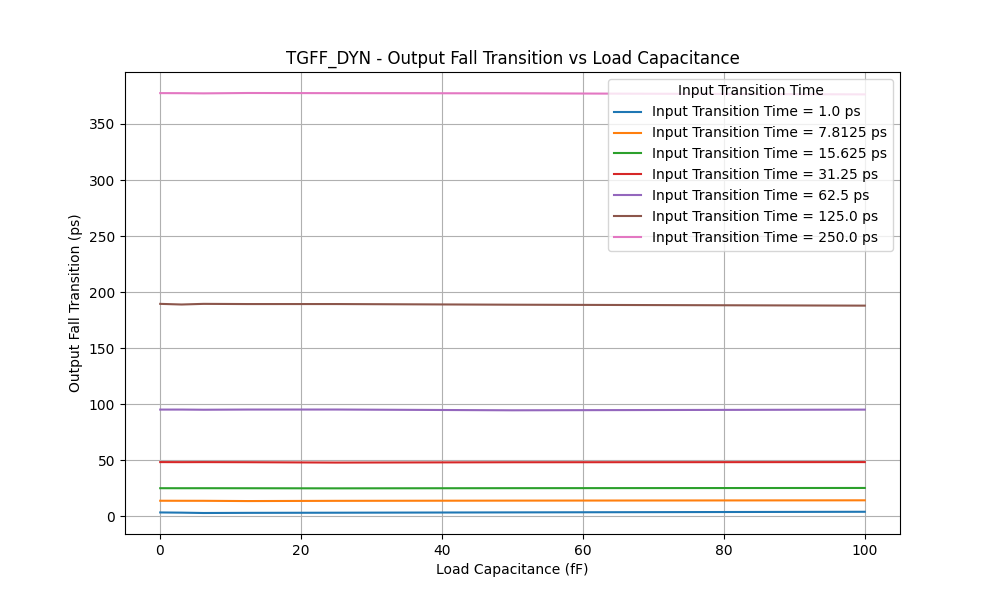 TGFF_DYN - Output Fall Transition vs Load Capacitance
Input Transition Time
Input Transition Time = 1.0 ps
Input Transition Time = 7.8125 ps
Input Transition Time = 15.625 ps
Input Transition Time = 31.25 ps
Input Transition Time = 62.5 ps
Input Transition Time = 125.0 ps
Input Transition Time = 250.0 ps
Output Fall Transition (ps)
350
300
250
200
150
100
50
0
0 20 40 60 80 100
Load Capacitance (fF)